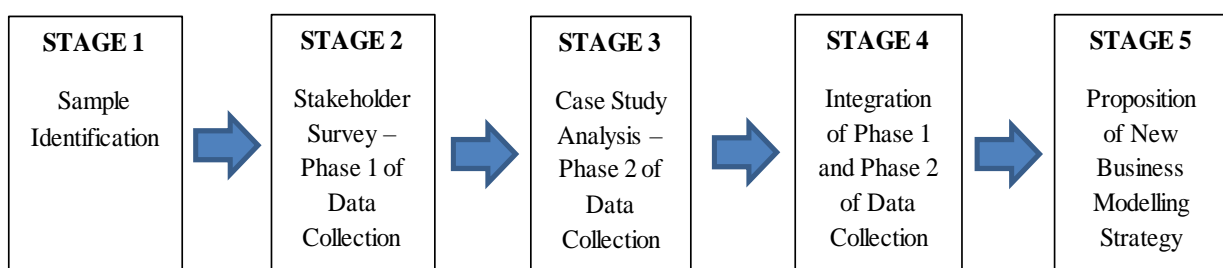 STAGE 1
Sample
Identification
STAGE 2
Stakeholder
Survey –
Phase 1 of
Data
Collection
STAGE 3
Case Study
Analysis –
Phase 2 of
Data
Collection
STAGE 4
Integration
of Phase 1
and Phase 2
of Data
Collection
STAGE 5
Proposition
of New
Business
Modelling
Strategy